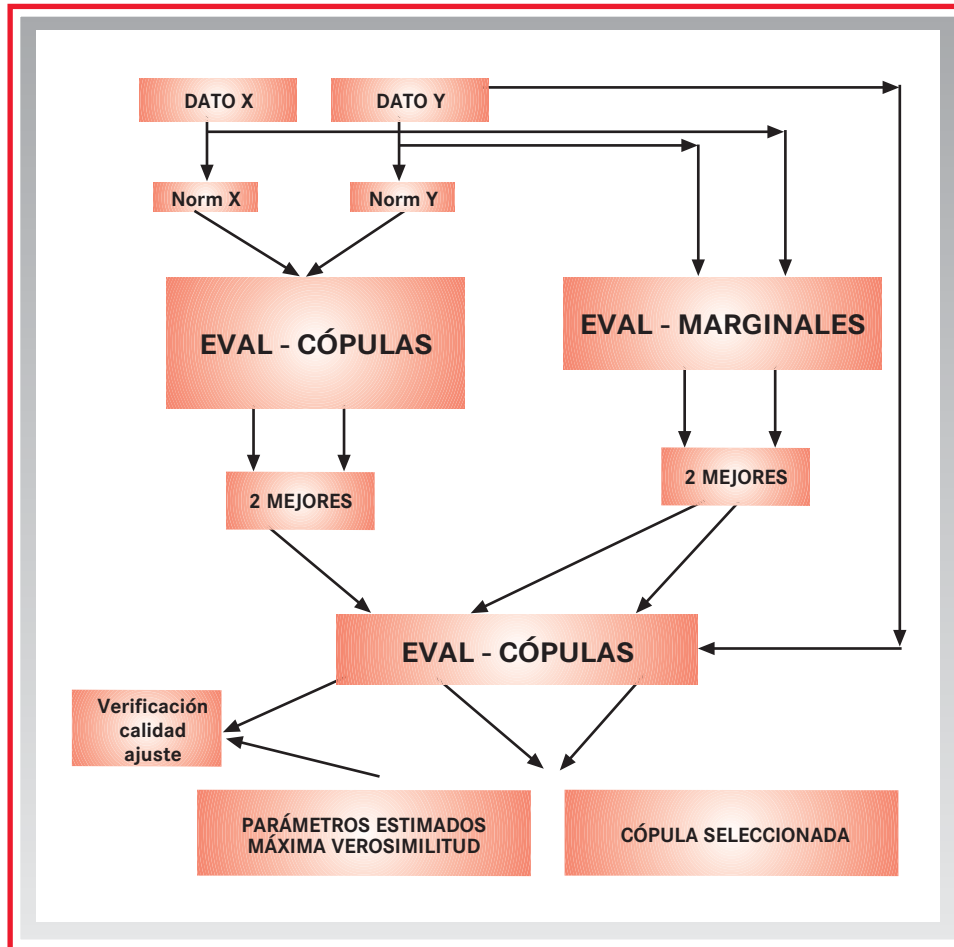 DATO X
DATO Y
Norm X
Norm Y
EVAL - CÓPULAS
EVAL - MARGINALES
2 MEJORES
2 MEJORES
EVAL - CÓPULAS
Verificación
calidad
ajuste
PARÁMETROS ESTIMADOS
MÁXIMA VEROSIMILITUD
CÓPULA SELECCIONADA